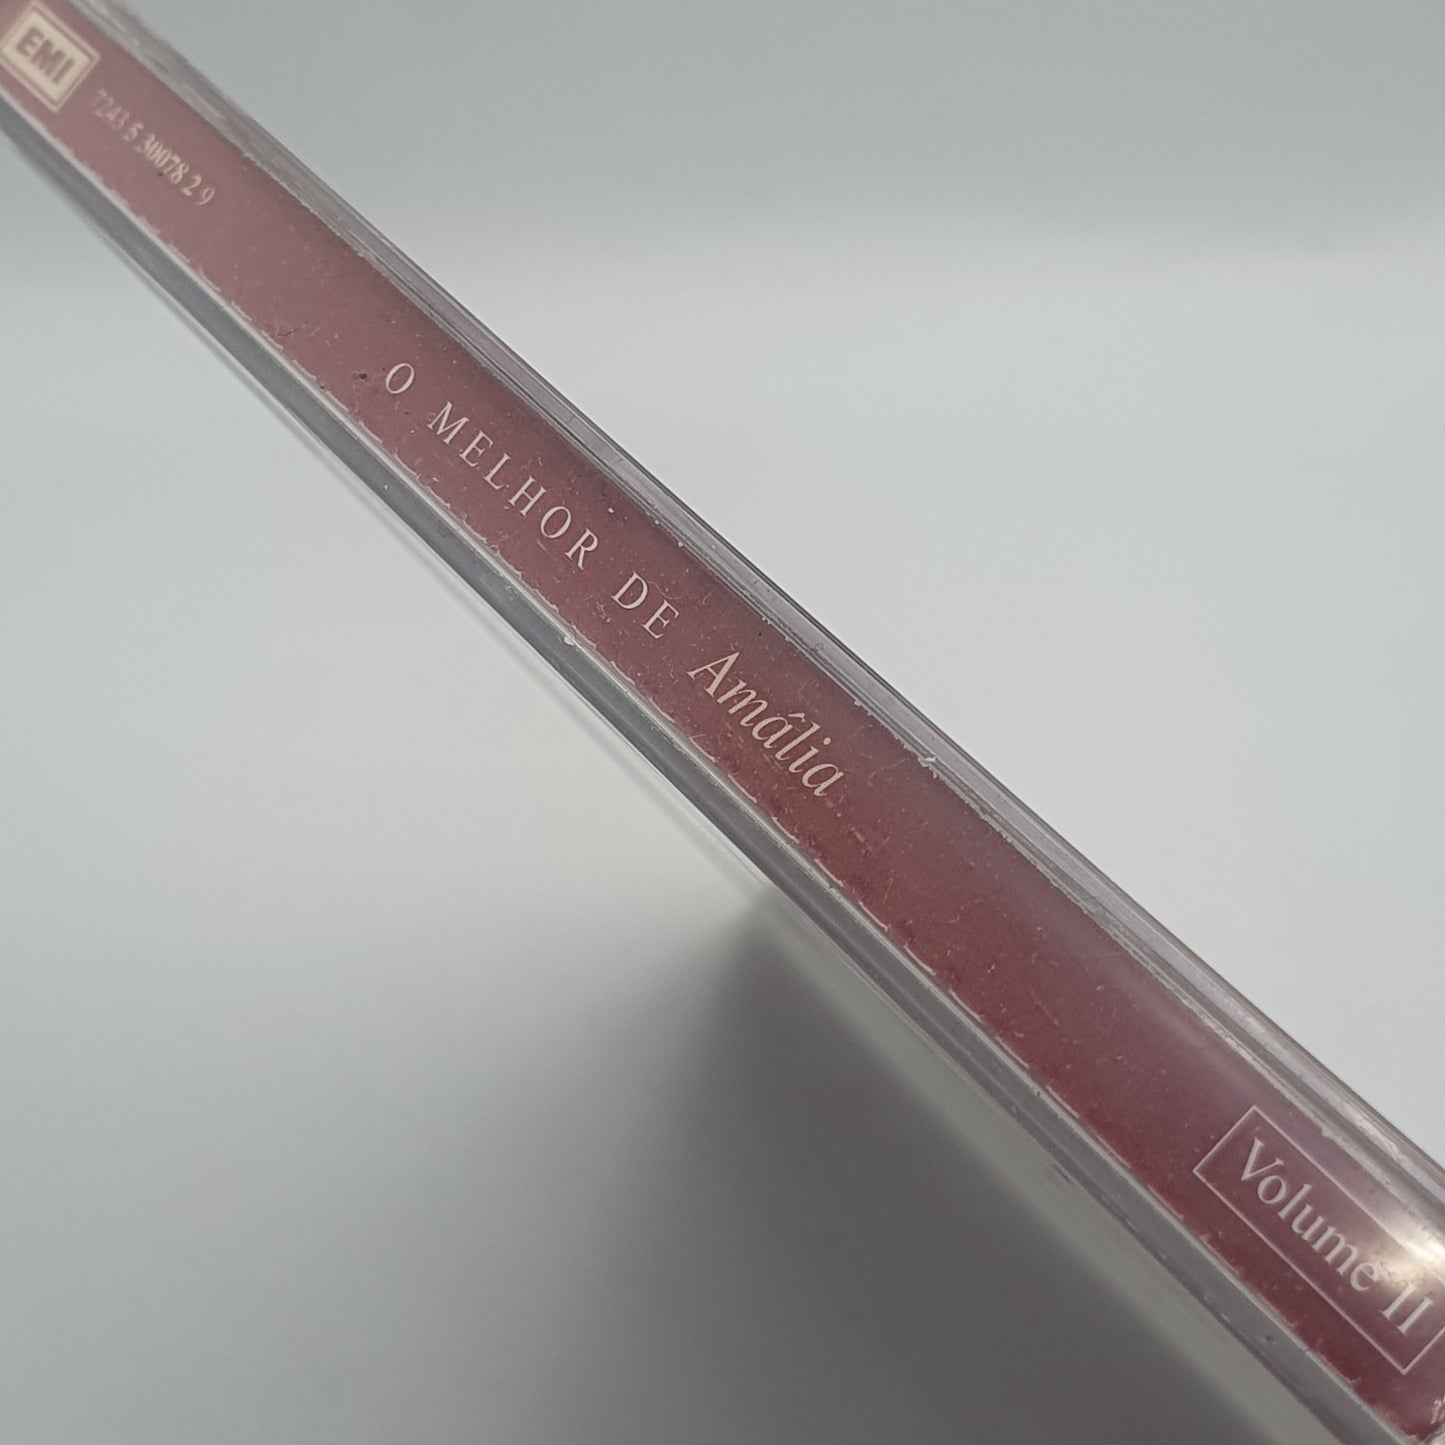 EMI
7243 5 30078 2 9
O MELHOR DE Amália
Volume II